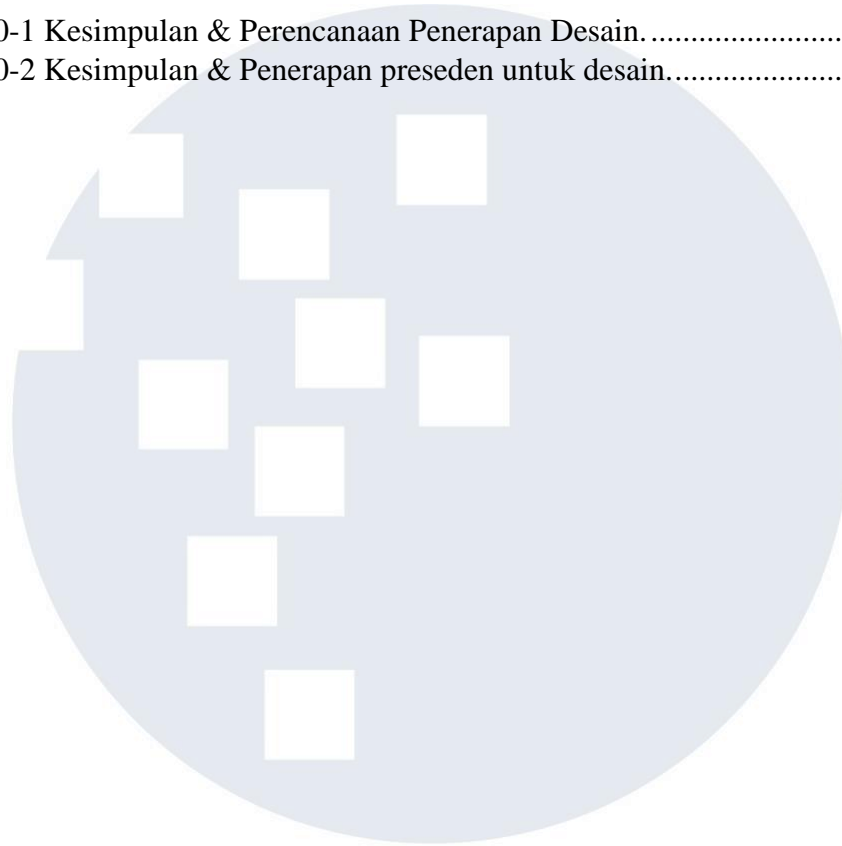 0-1 Kesimpulan & Perencanaan Penerapan Desain. ........................
0-2 Kesimpulan & Penerapan preseden untuk desain......................